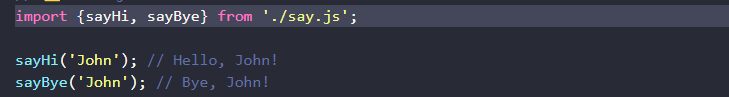 import {sayHi, sayBye} from './say.js';
sayHi('John'); // Hello, John!
sayBye('John'); // Bye, John!